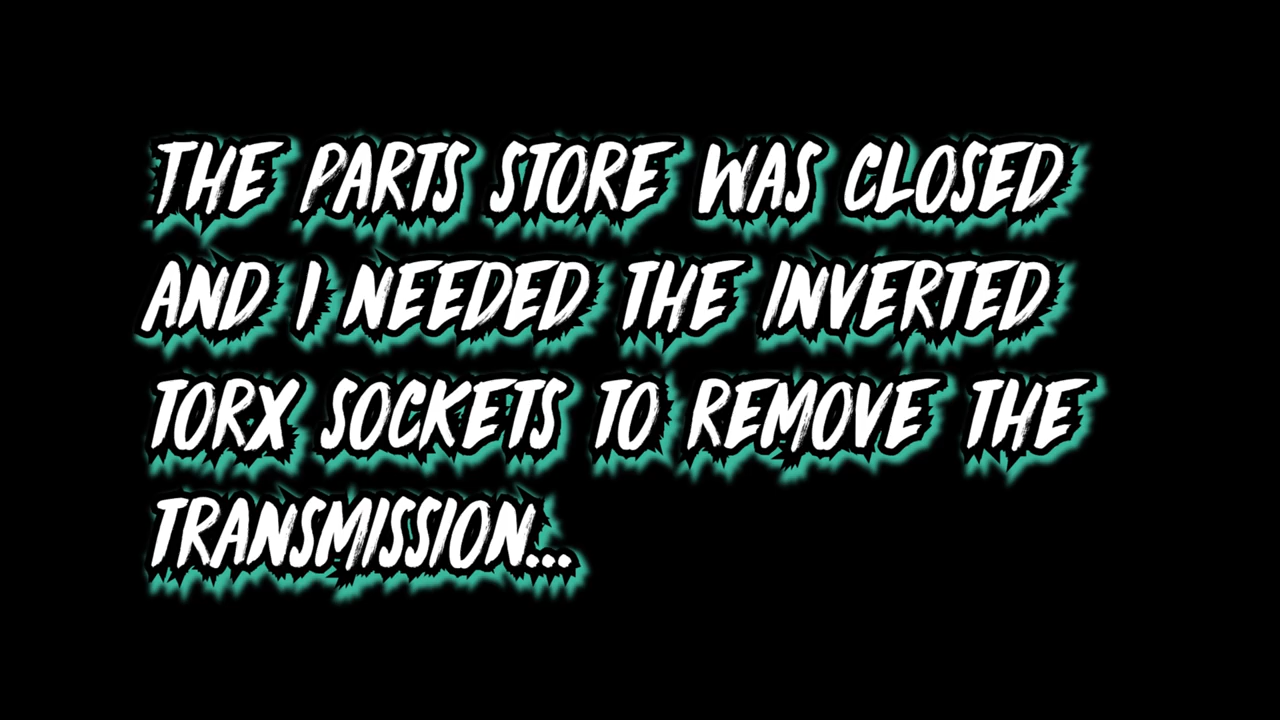 THE PARTS STORE WAS CLOSED
AND I NEEDED THE INVERTED
TORX SOCKETS TO REMOVE THE
TRANSMISSION...